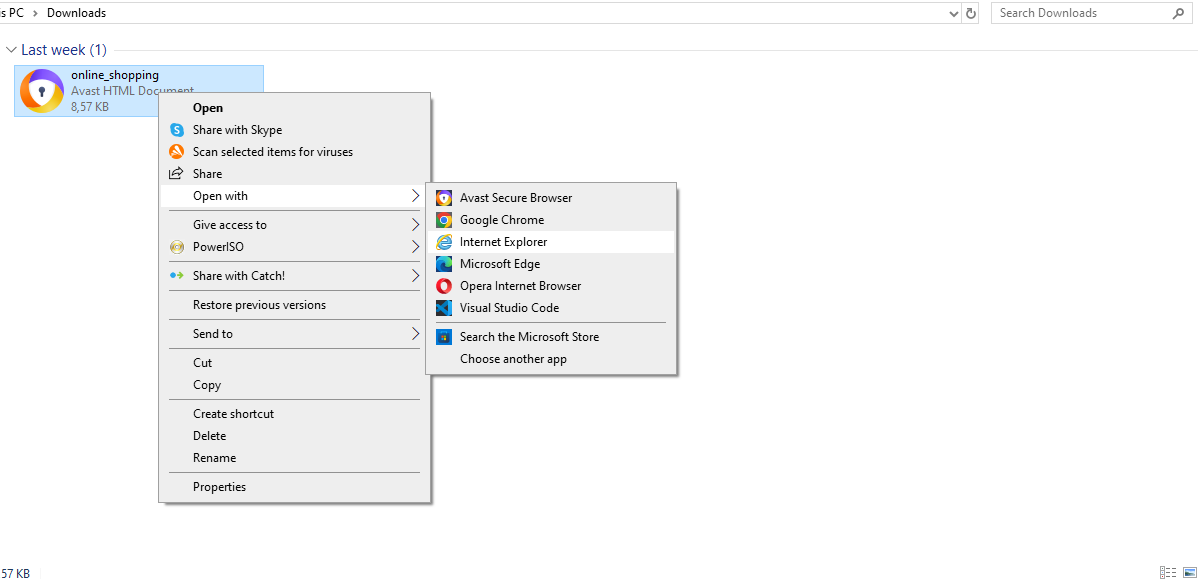 is PC > Downloads
Search Downloads
Last week (1)
online_shopping
Avast HTML Document
8,57 KB
Open
Share with Skype
Scan selected items for viruses
Share
Open with
Give access to
PowerISO
Share with Catch!
Restore previous versions
Send to
Cut
Copy
Create shortcut
Delete
Rename
Properties
Avast Secure Browser
Google Chrome
Internet Explorer
Microsoft Edge
Opera Internet Browser
Visual Studio Code
Search the Microsoft Store
Choose another app
57 KB